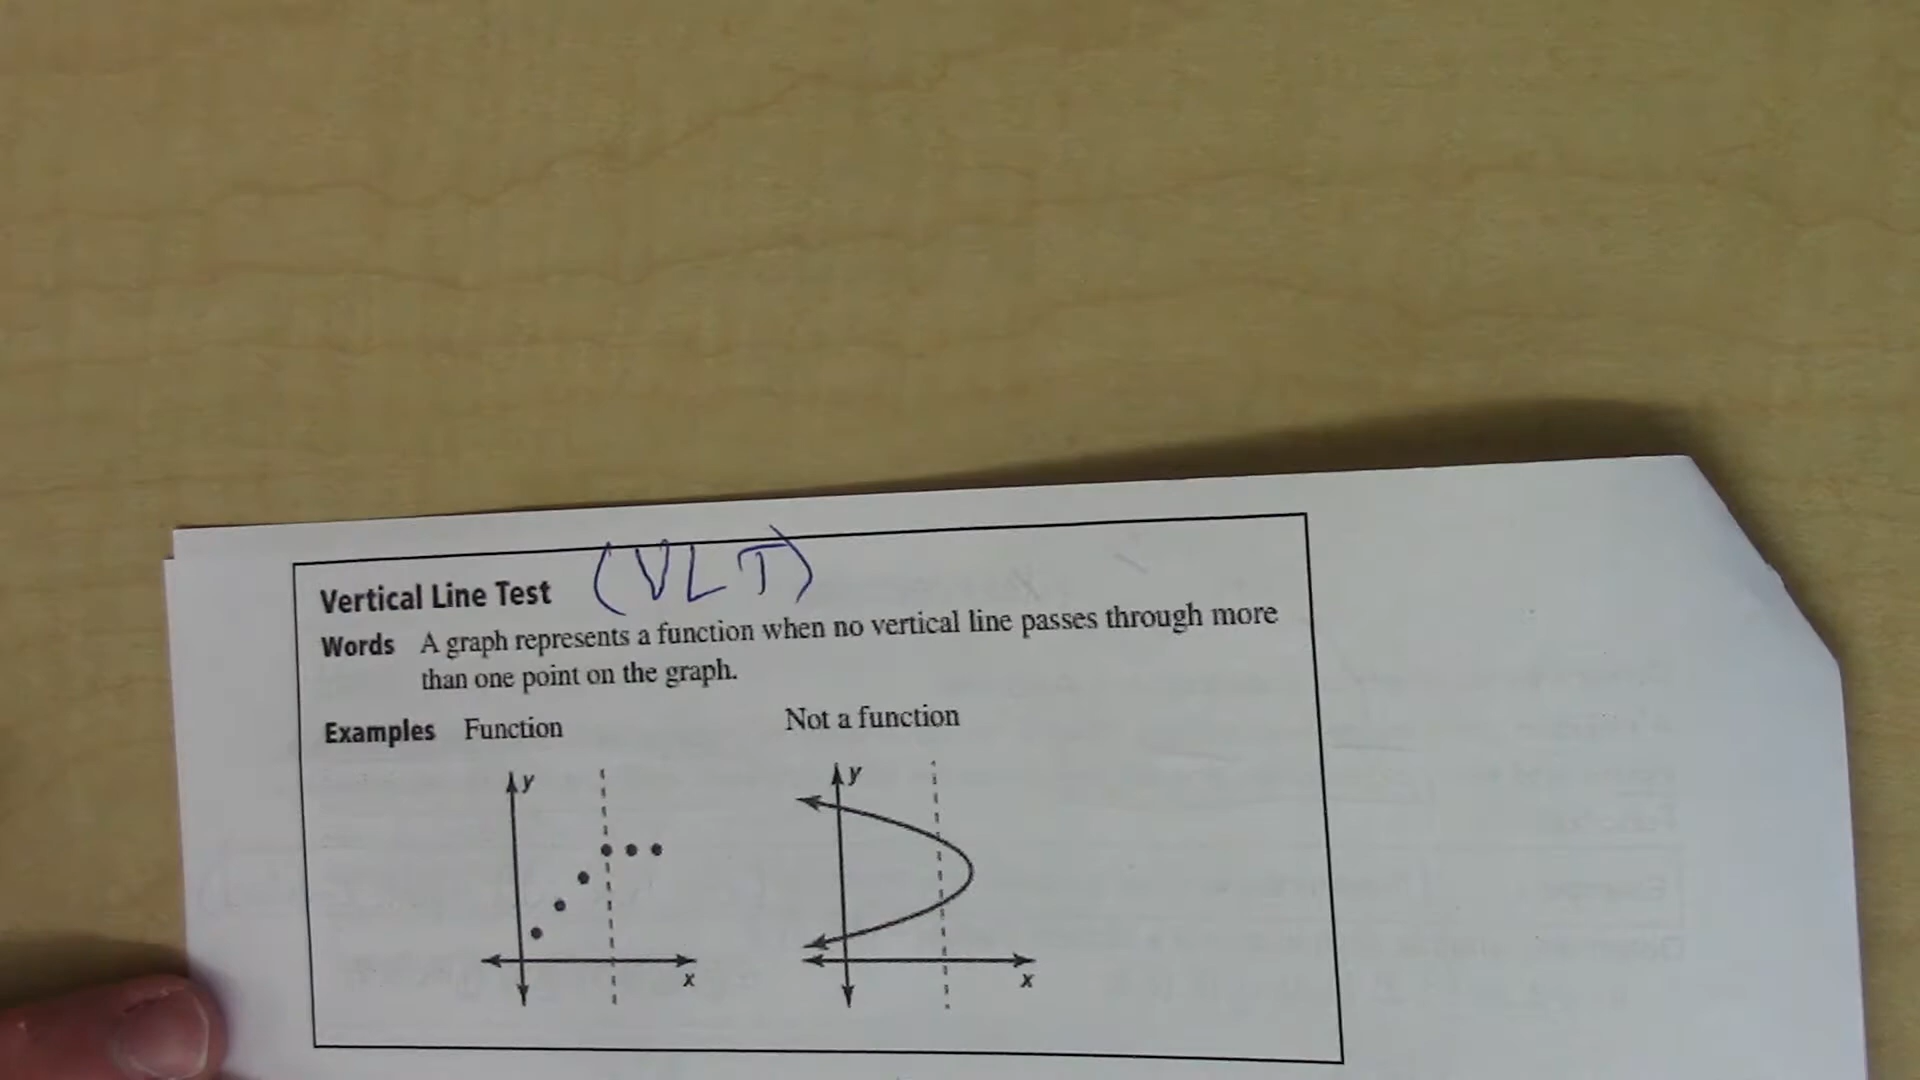 Vertical Line Test (VLT)
Words A graph represents a function when no vertical line passes through more
than one point on the graph.
Examples Function Not a function
y y
x x